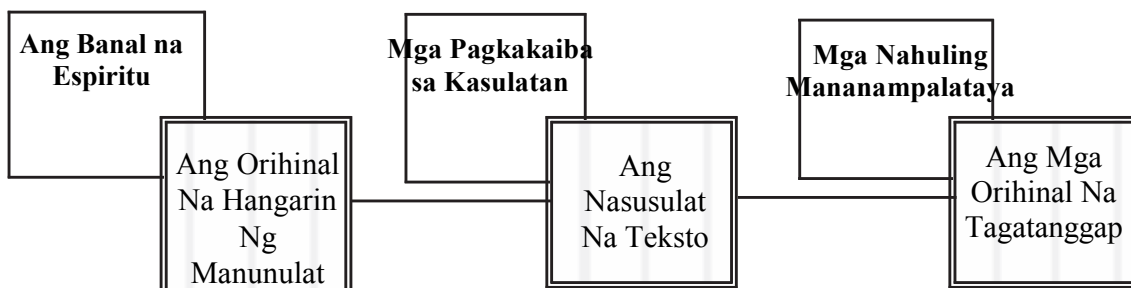 Ang Banal na
Espiritu
Mga Pagkakaiba
sa Kasulatan
Mga Nahuling
Mananampalataya
Ang Orihinal
Na Hangarin
Ng
Manunulat
Ang
Nasusulat
Na Teksto
Ang Mga
Orihinal Na
Tagatanggap